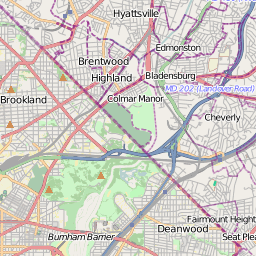 Hyattsville
Edmonston
Brentwood
Highland
Bladensburg
MD 202 (Landover Road)
Colmar Manor
Brookland
Cheverly
Fairmount Height
Deanwood
Burnham Barrier
Seat Plea